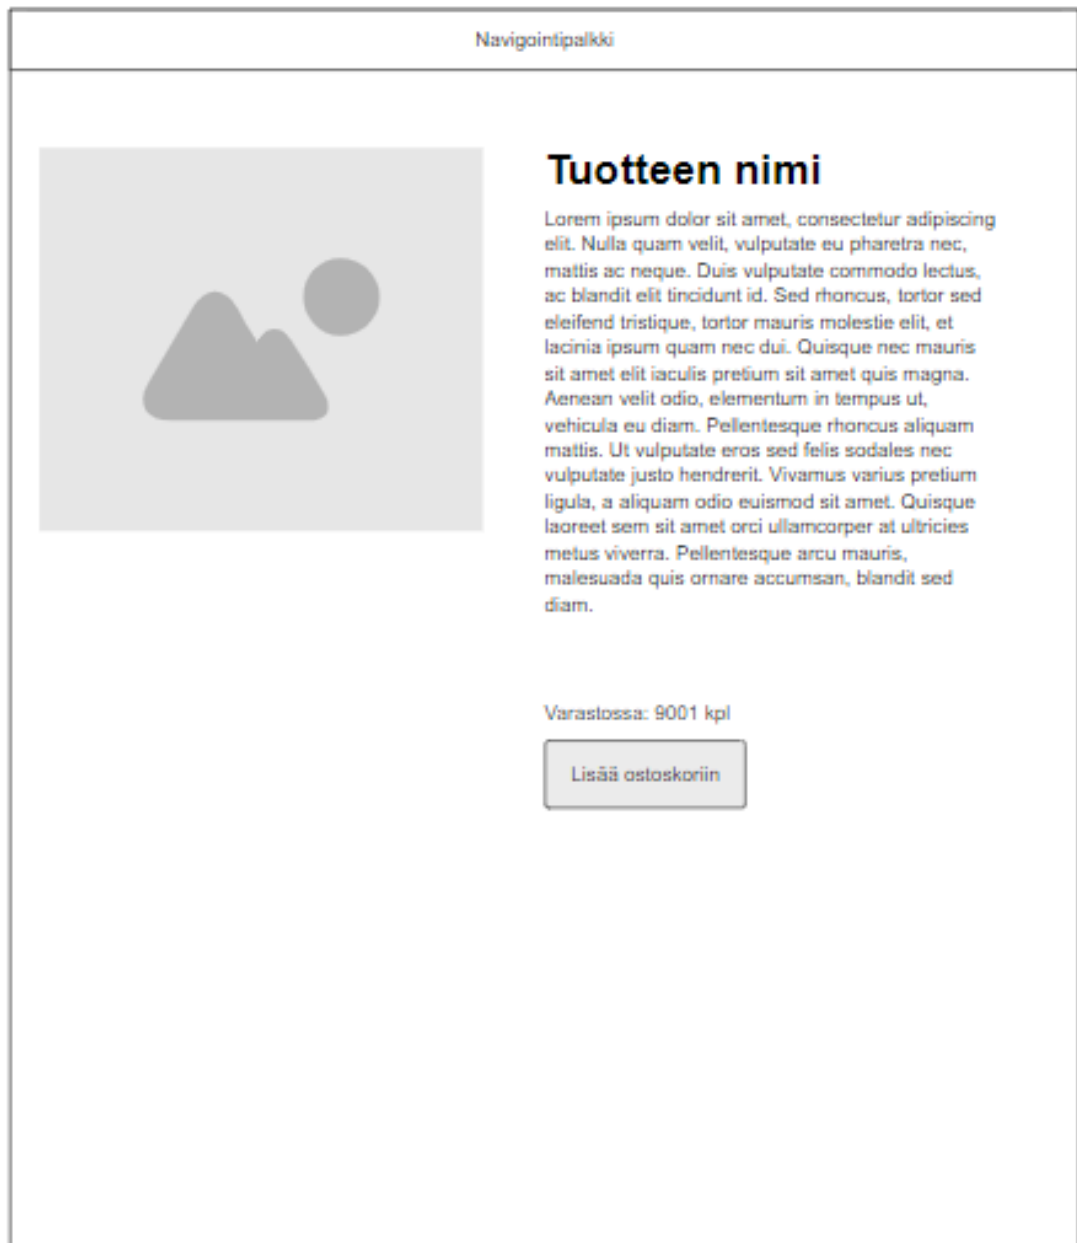 Navigointipalkki
Tuotteen nimi
Lorem ipsum dolor sit amet, consectetur adipiscing
elit. Nulla quam velit, vulputate eu pharetra nec,
mattis ac neque. Duis vulputate commodo lectus,
ac blandit elit tincidunt id. Sed rhoncus, tortor sed
eleifend tristique, tortor mauris molestie elit, et
lacinia ipsum quam nec dui. Quisque nec mauris
sit amet elit iaculis pretium sit amet quis magna.
Aenean velit odio, elementum in tempus ut,
vehicula eu diam. Pellentesque rhoncus aliquam
mattis. Ut vulputate eros sed felis sodales nec
vulputate justo hendrerit. Vivamus varius pretium
ligula, a aliquam odio euismod sit amet. Quisque
laoreet sem sit amet orci ullamcorper at ultricies
metus viverra. Pellentesque arcu mauris,
malesuada quis ornare accumsan, blandit sed
diam.
Varastossa: 9001 kpl
Lisää ostoskoriin